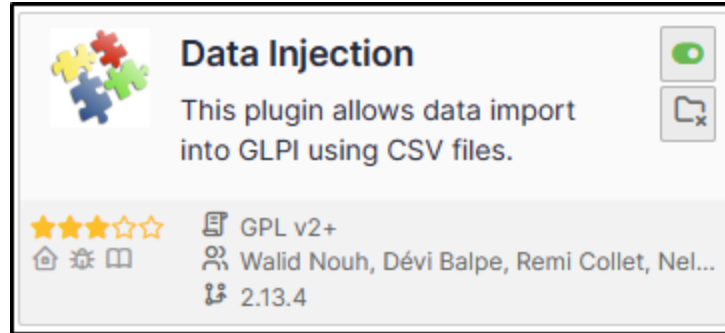 Data Injection
This plugin allows data import
into GLPI using CSV files.
GPL v2+
Walid Nouh, Dévi Balpe, Remi Collet, Nel...
2.13.4